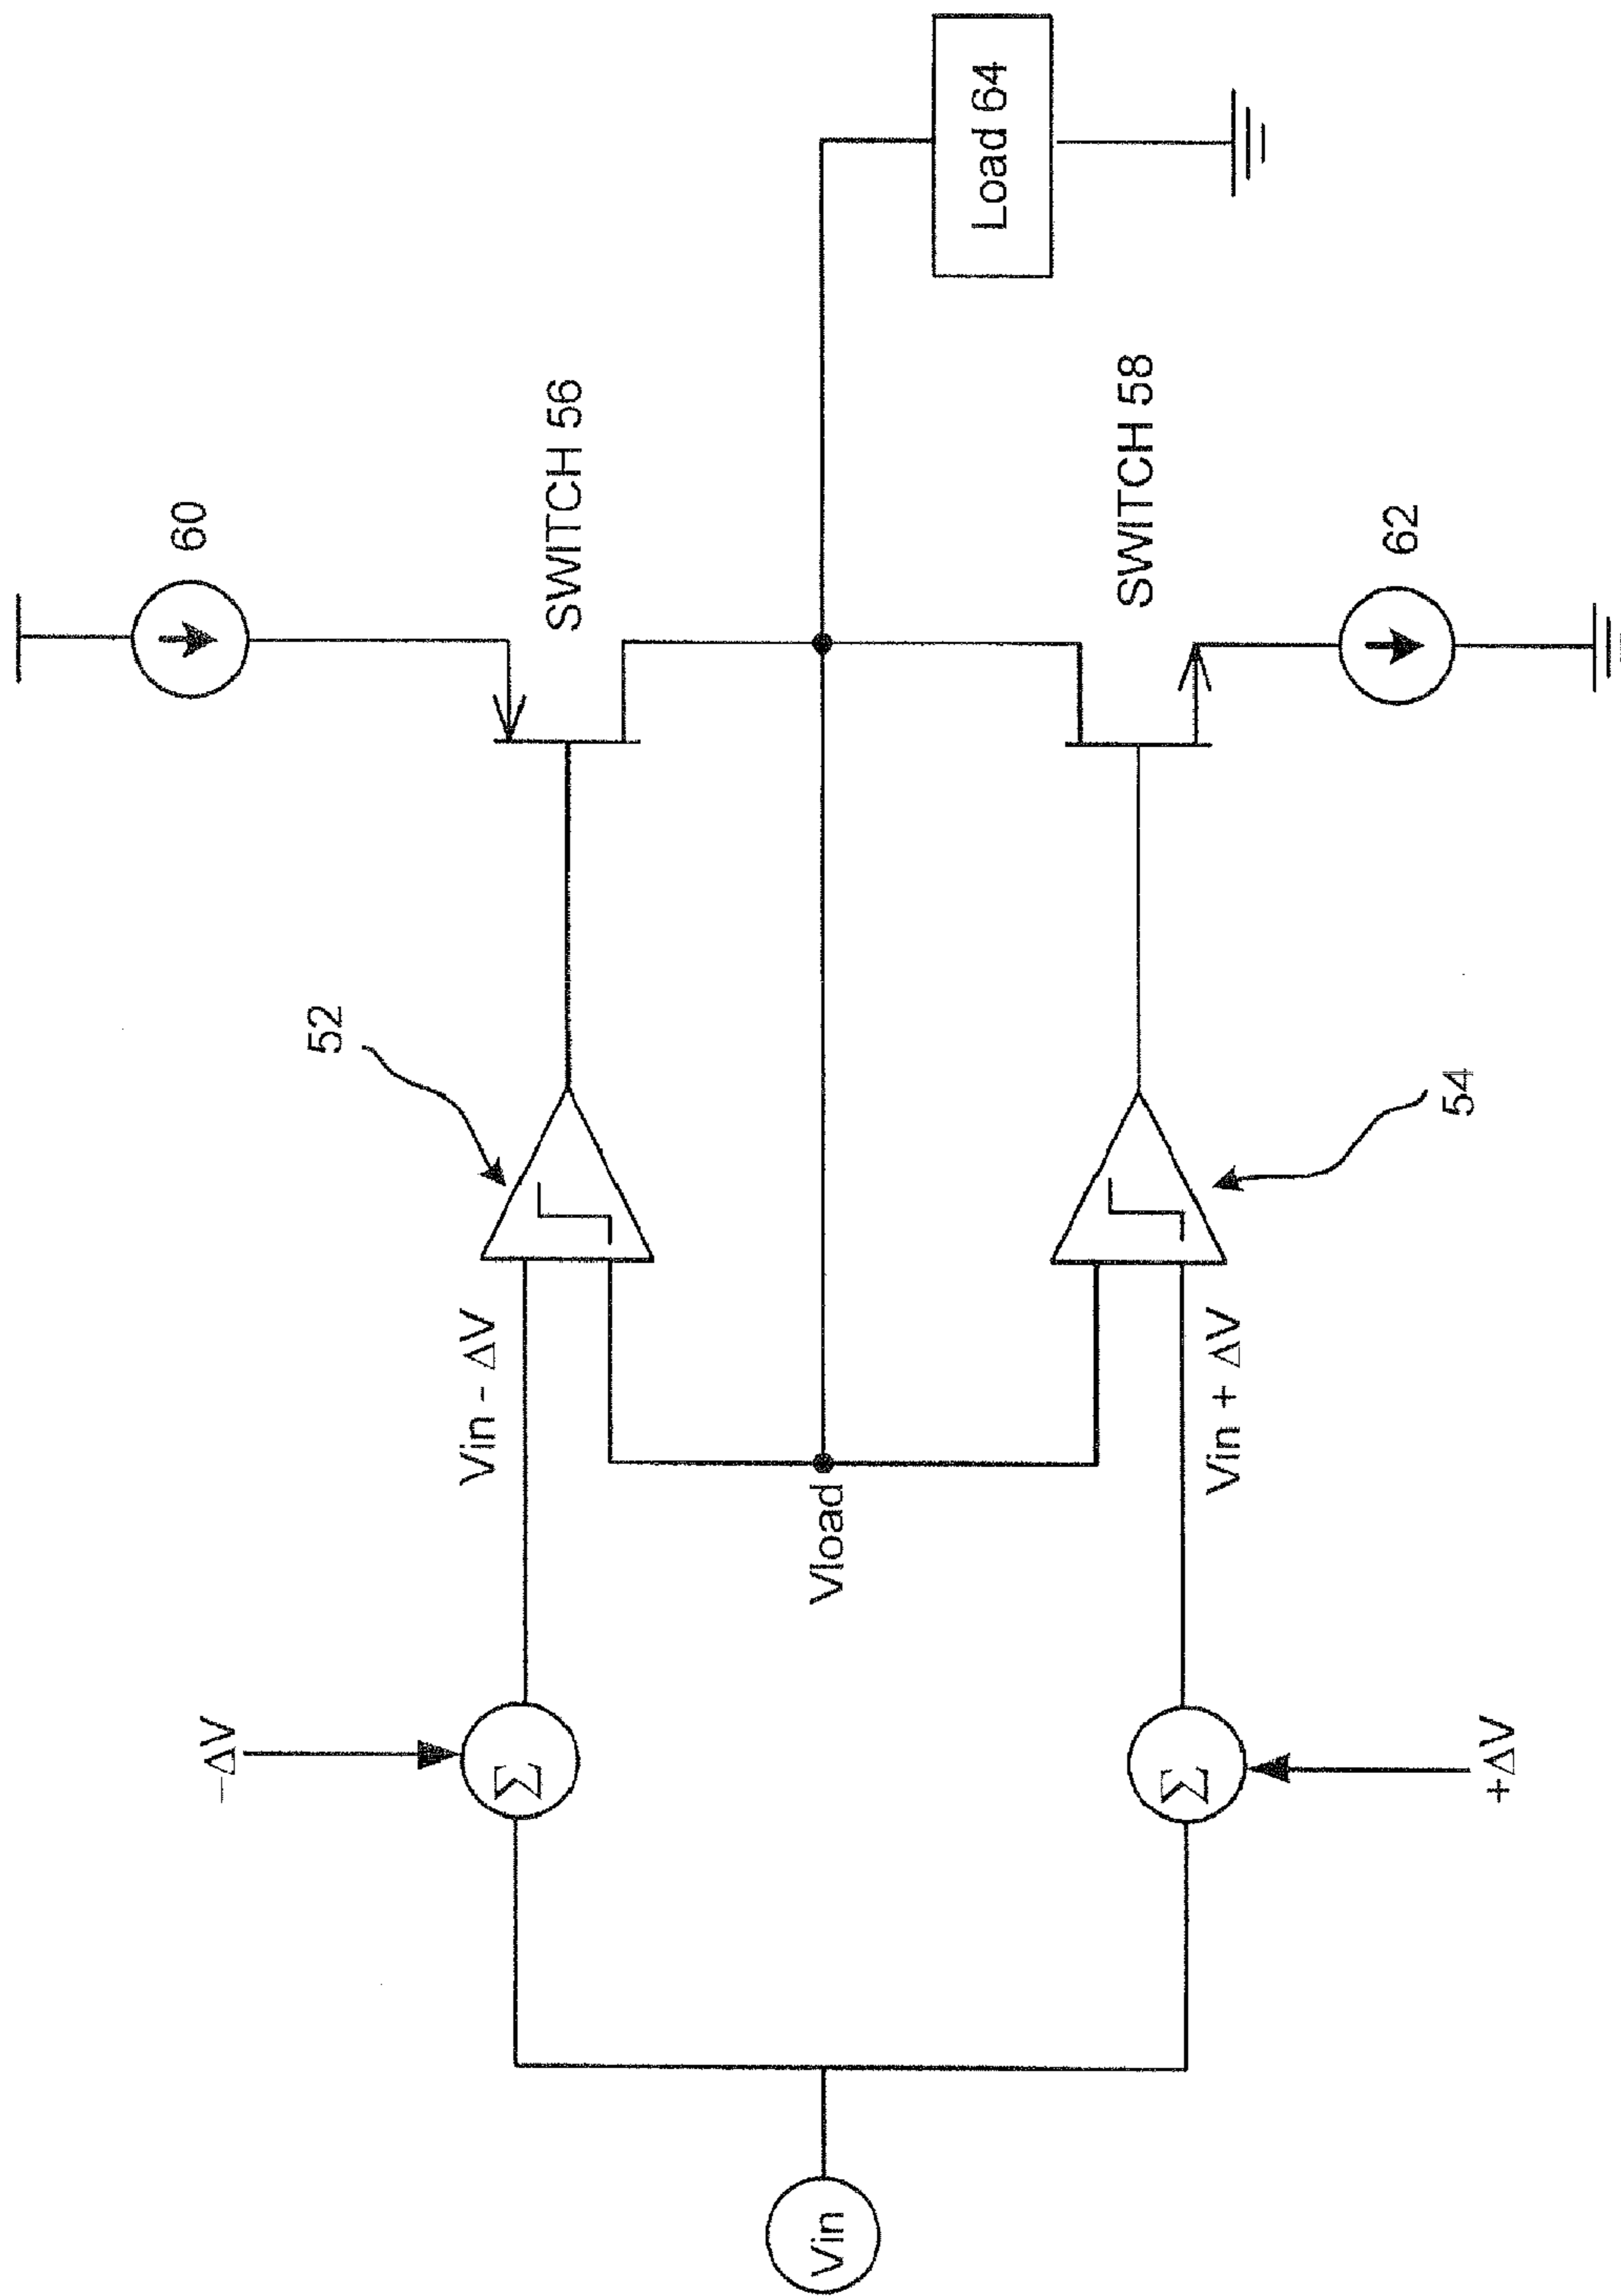 60
SWITCH 56
52
−ΔV
Vin - ΔV
Σ
Vin
Vload
Load 64
Σ
Vin + ΔV
SWITCH 58
54
62
+ΔV